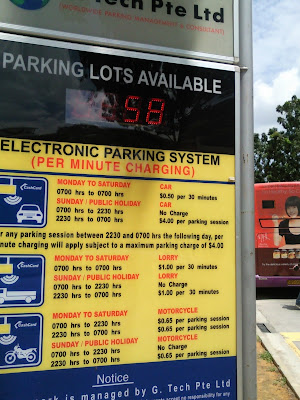 Tech Pte Ltd
(WORLDWIDE PARKING MANAGEMENT & CONSULTANT)
PARKING LOTS AVAILABLE
58
ELECTRONIC PARKING SYSTEM
(PER MINUTE CHARGING)
CashCard
MONDAY TO SATURDAY CAR
0700 hrs to 0700 hrs $0.50 per 30 minutes
SUNDAY / PUBLIC HOLIDAY CAR
0700 hrs to 2230 hrs No Charge
2230 hrs to 0700 hrs $4.00 per parking session
any parking session between 2230 and 0700 hrs the following day, per
minute charging will apply subject to a maximum parking charge of $4.00
CashCard
MONDAY TO SATURDAY LORRY
0700 hrs to 0700 hrs $1.00 per 30 minutes
SUNDAY / PUBLIC HOLIDAY LORRY
0700 hrs to 2230 hrs No Charge
2230 hrs to 0700 hrs $1.00 per 30 minutes
CashCard
MONDAY TO SATURDAY MOTORCYCLE
0700 hrs to 2230 hrs $0.65 per parking session
2230 hrs to 0700 hrs $0.65 per parking session
SUNDAY / PUBLIC HOLIDAY MOTORCYCLE
0700 hrs to 2230 hrs No Charge
2230 hrs to 0700 hrs $0.65 per parking session
Notice
is managed by G. Tech Pte Ltd